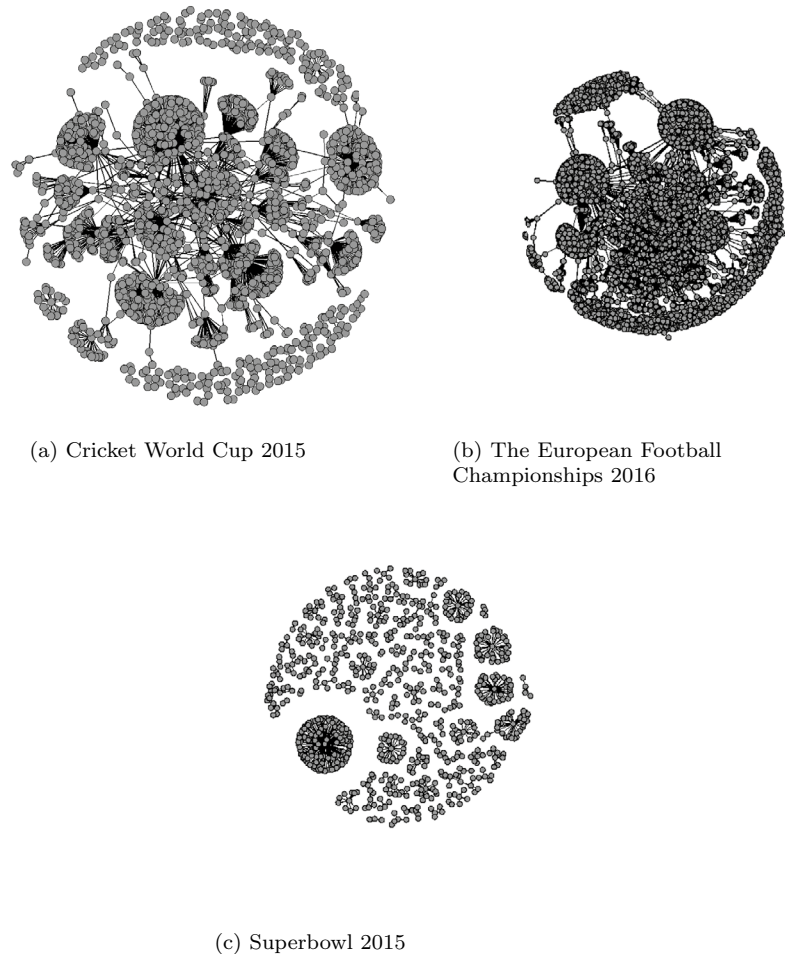 (a) Cricket World Cup 2015
(b) The European Football
Championships 2016
(c) Superbowl 2015